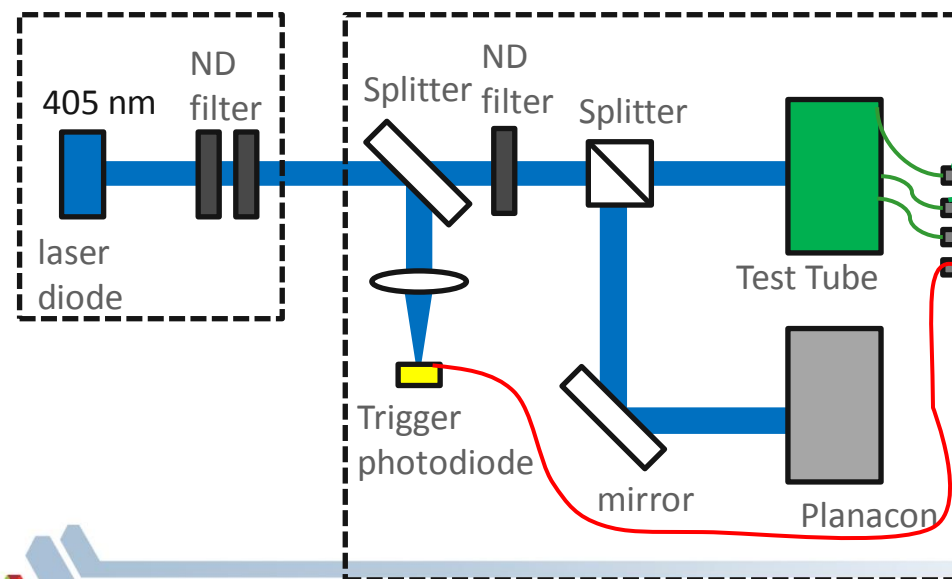 405 nm
ND
filter
laser
diode
Splitter
ND
filter
Splitter
Test Tube
Trigger
photodiode
mirror
Planacon